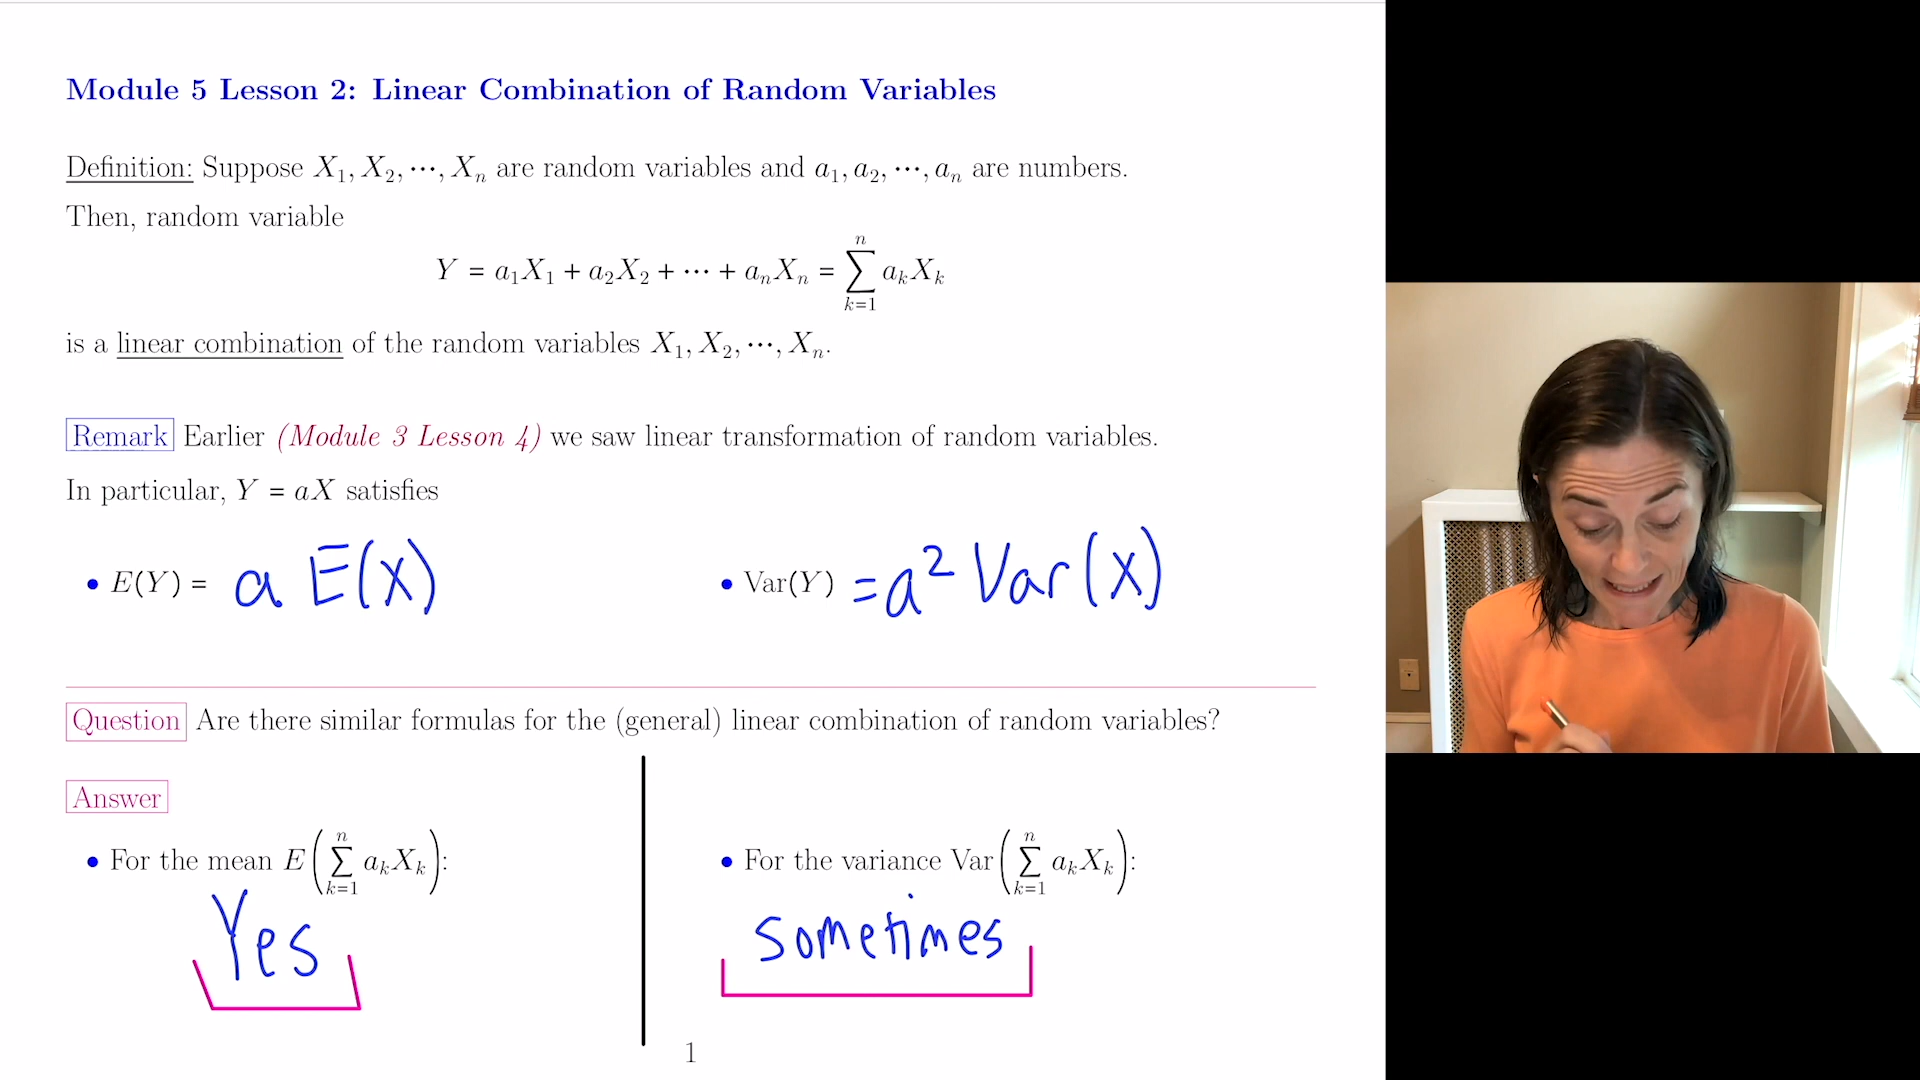 Module 5 Lesson 2: Linear Combination of Random Variables
Definition: Suppose X₁, X₂, ⋯, Xₙ are random variables and a₁, a₂, ⋯, aₙ are numbers.
Then, random variable
Y = a₁X₁ + a₂X₂ + ⋯ + aₙXₙ = ∑ₖ₌₁ⁿ aₖXₖ
is a linear combination of the random variables X₁, X₂, ⋯, Xₙ.
Remark Earlier (Module 3 Lesson 4) we saw linear transformation of random variables.
In particular, Y = aX satisfies
• E(Y) = a E(X)
• Var(Y) = a² Var(X)
Question Are there similar formulas for the (general) linear combination of random variables?
Answer
• For the mean E(∑ₖ₌₁ⁿ aₖXₖ):
Yes
• For the variance Var(∑ₖ₌₁ⁿ aₖXₖ):
sometimes
1